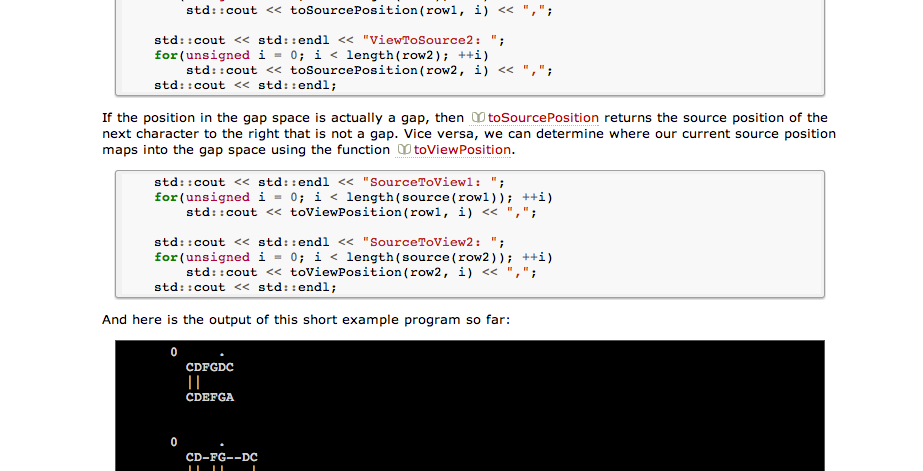 std::cout << toSourcePosition(row1, i) << ",";
std::cout << std::endl << "ViewToSource2: ";
for(unsigned i = 0; i < length(row2); ++i)
std::cout << toSourcePosition(row2, i) << ",";
std::cout << std::endl;
If the position in the gap space is actually a gap, then toSourcePosition returns the source position of the
next character to the right that is not a gap. Vice versa, we can determine where our current source position
maps into the gap space using the function toViewPosition.
std::cout << std::endl << "SourceToView1: ";
for(unsigned i = 0; i < length(source(row1)); ++i)
std::cout << toViewPosition(row1, i) << ",";
std::cout << std::endl << "SourceToView2: ";
for(unsigned i = 0; i < length(source(row2)); ++i)
std::cout << toViewPosition(row2, i) << ",";
std::cout << std::endl;
And here is the output of this short example program so far:
0 .
CDFGDC
||
CDEFGA
0 .
CD-FG--DC
|| || |